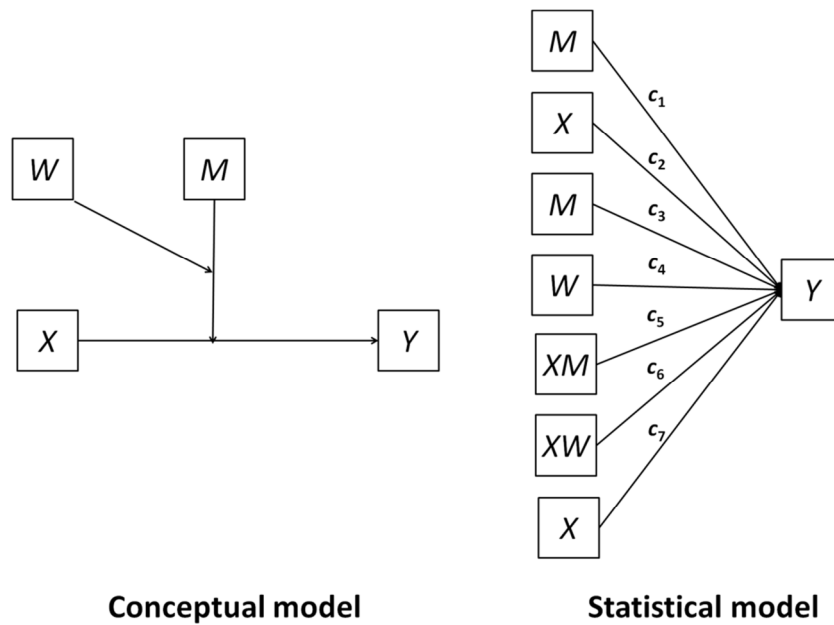 W
M
X
Y
Conceptual model
M
X
M
W
XM
XW
X
c1
c2
c3
c4
c5
c6
c7
Y
Statistical model